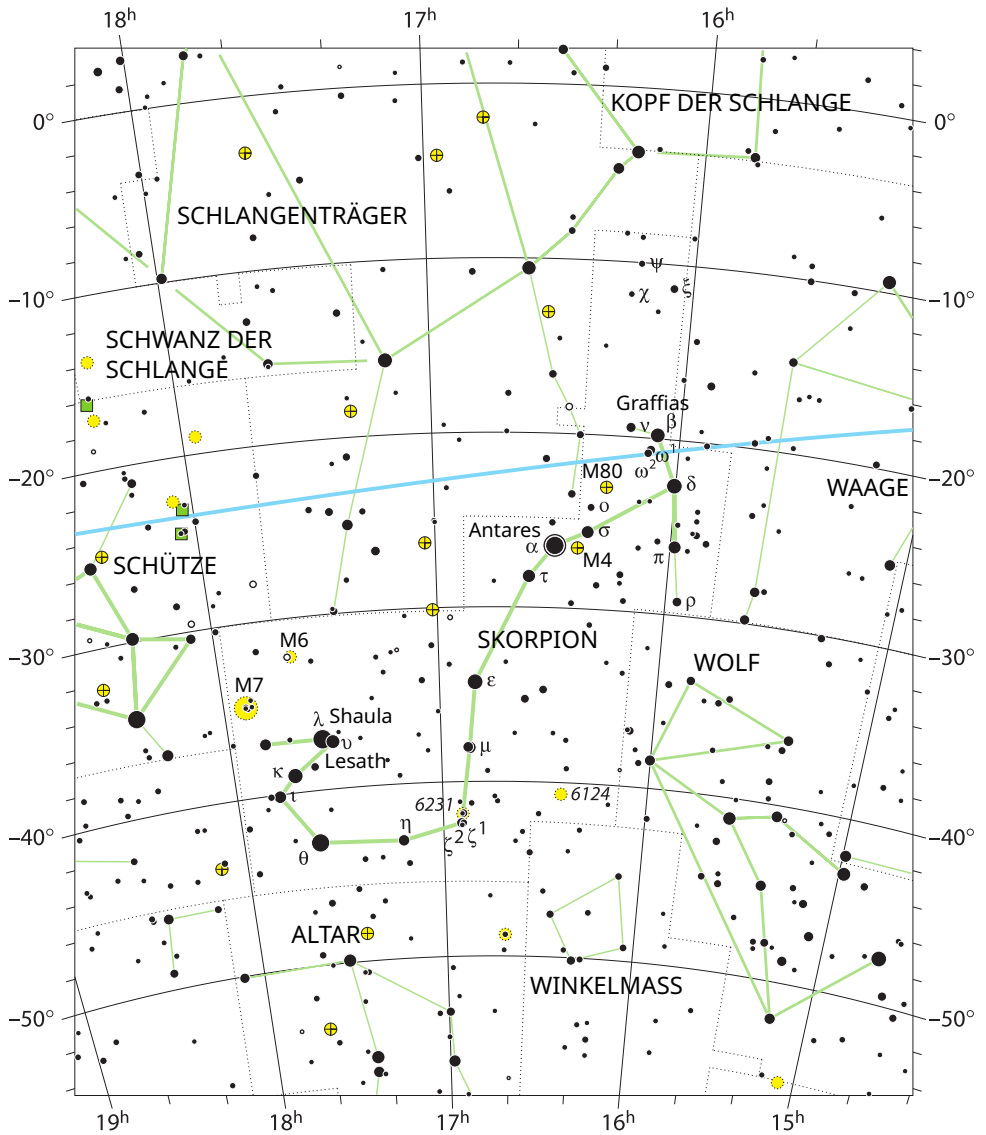 18h 17h 16h
KOPF DER SCHLANGE
0° 0°
SCHLANGENTRÄGER
ψ
χ ξ
−10° −10°
SCHWANZ DER
SCHLANGE
Graffias
ν β
ω² ω¹
M80
−20° −20°
δ
WAAGE
ο
Antares σ
α M4 π
SCHÜTZE
τ
ρ
−30° −30°
M6 SKORPION
WOLF
M7 ε
λ Shaula
υ μ
Lesath
κ
ι
6231 6124
−40° −40°
η ζ² ζ¹
θ
ALTAR
WINKELMASS
−50° −50°
19h 18h 17h 16h 15h